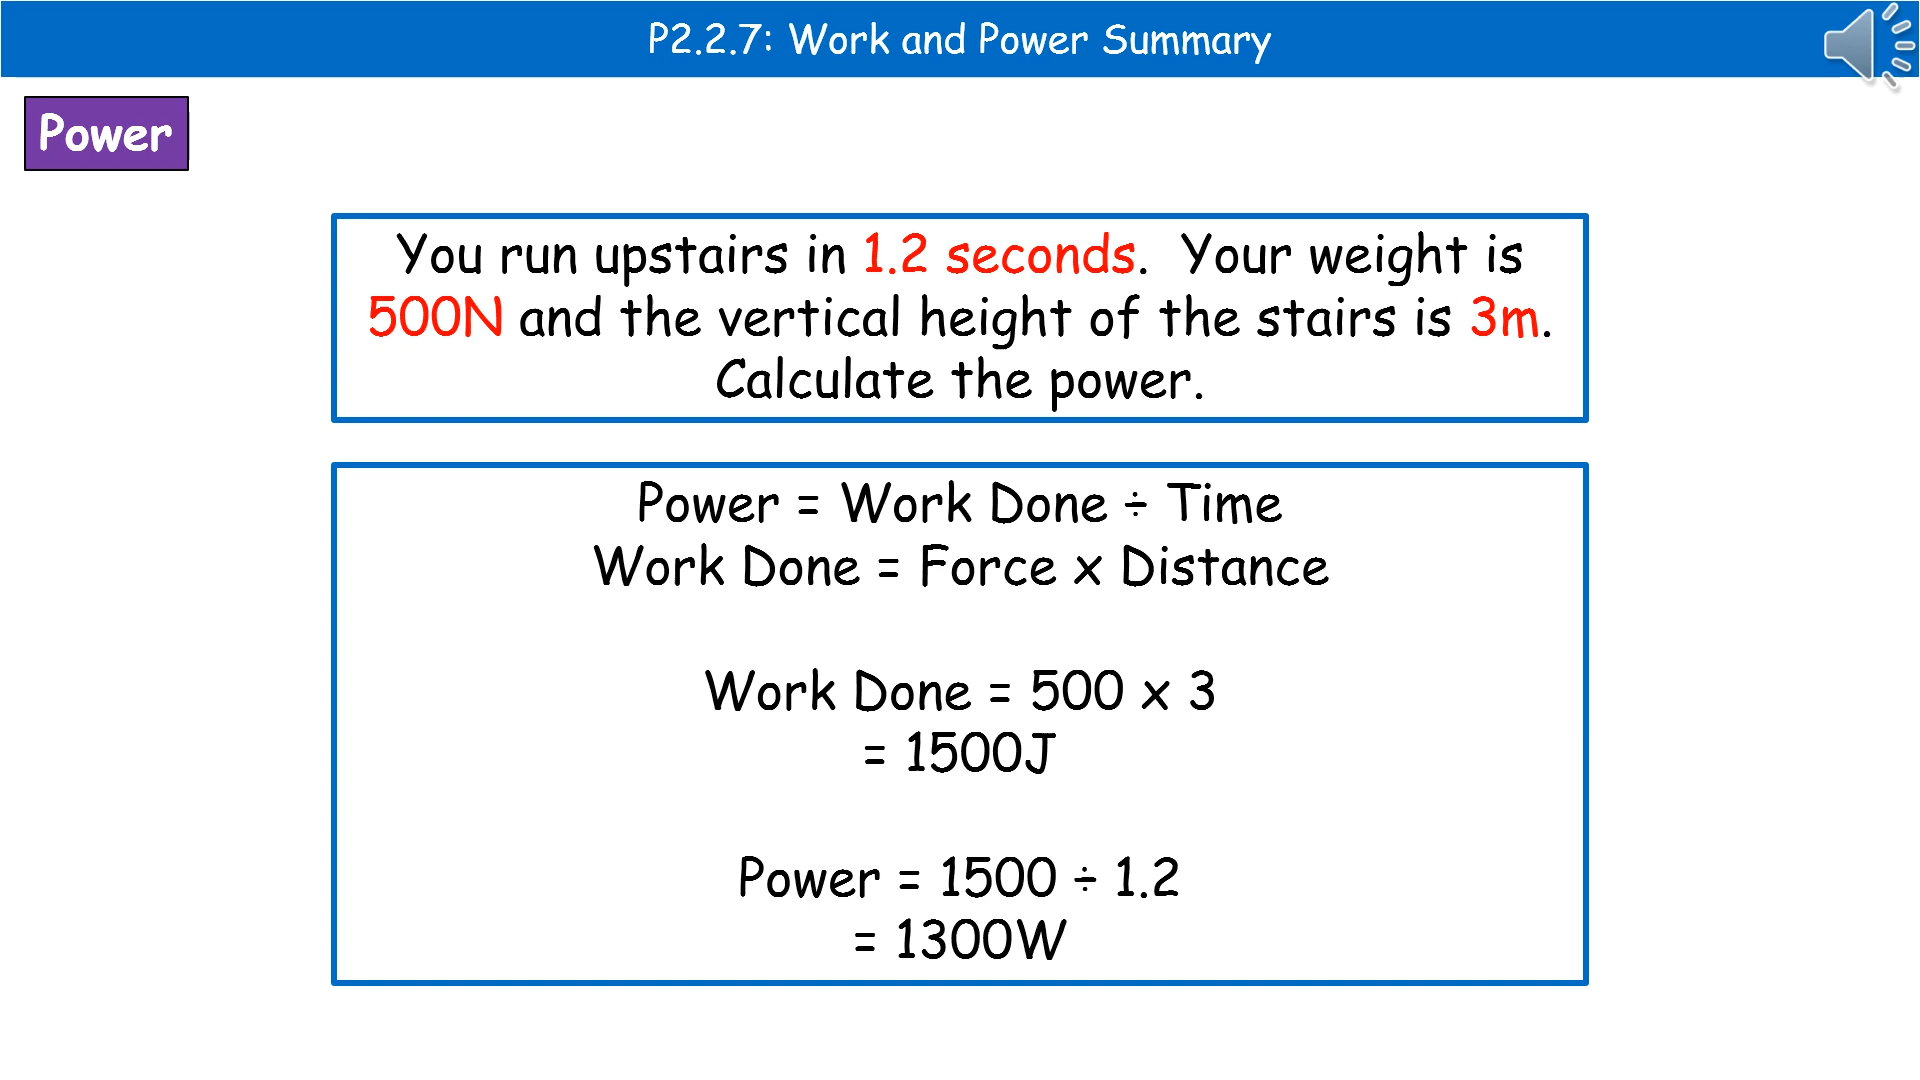 P2.2.7: Work and Power Summary
Power
You run upstairs in 1.2 seconds. Your weight is
500N and the vertical height of the stairs is 3m.
Calculate the power.
Power = Work Done ÷ Time
Work Done = Force x Distance
Work Done = 500 x 3
= 1500J
Power = 1500 ÷ 1.2
= 1300W